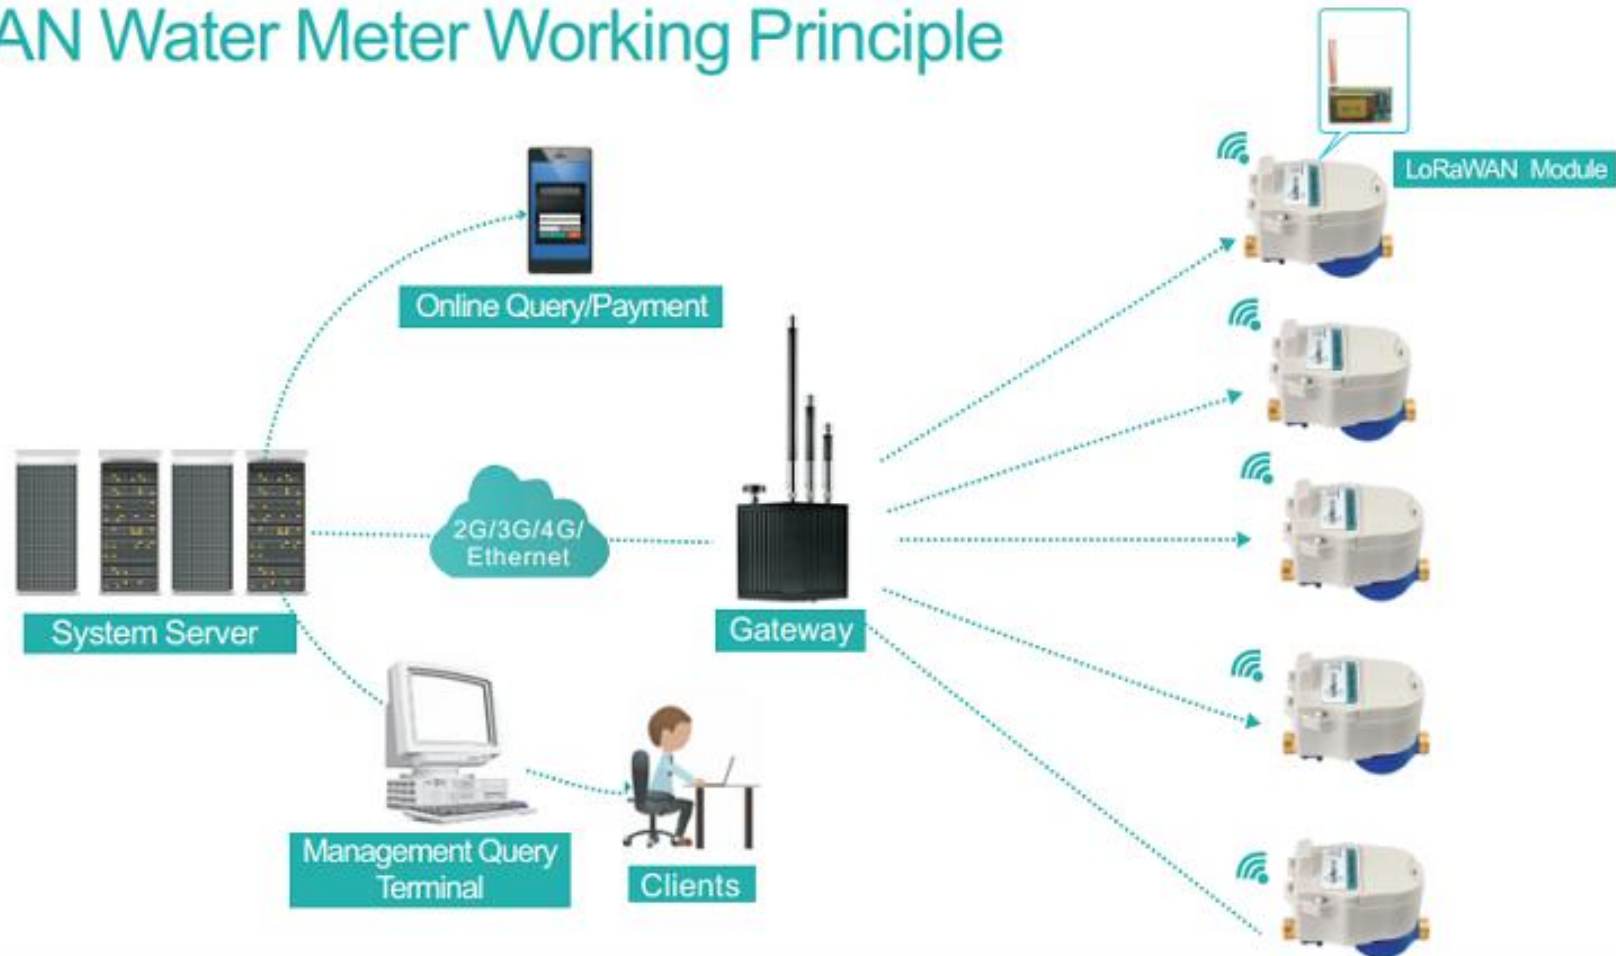 AN Water Meter Working Principle
LoRaWAN Module
Online Query/Payment
2G/3G/4G/
Ethernet
System Server
Gateway
Management Query
Terminal
Clients